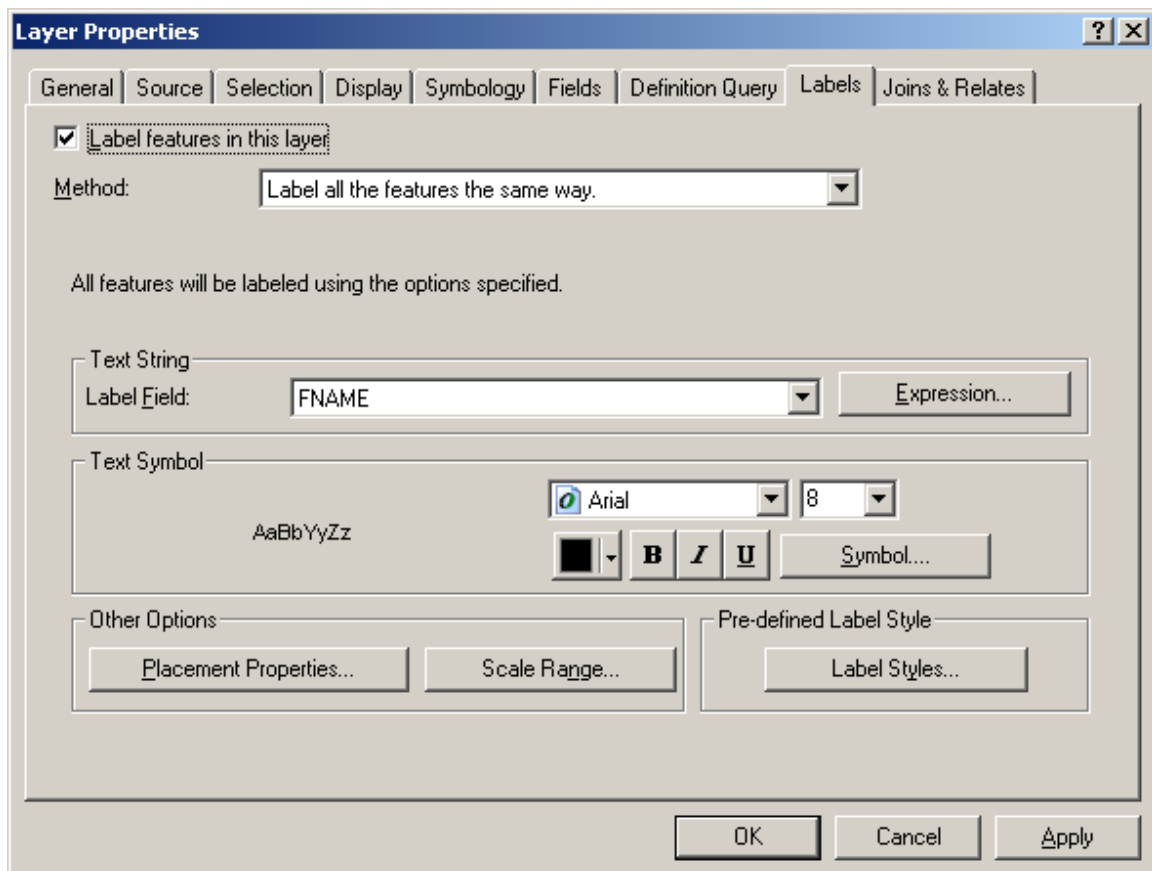 Layer Properties
General Source Selection Display Symbology Fields Definition Query Labels Joins & Relates
Label features in this layer
Method: Label all the features the same way.
All features will be labeled using the options specified.
Text String
Label Field: FNAME Expression...
Text Symbol
AaBbYyZz Arial 8
B I U Symbol....
Other Options Pre-defined Label Style
Placement Properties... Scale Range... Label Styles...
OK Cancel Apply